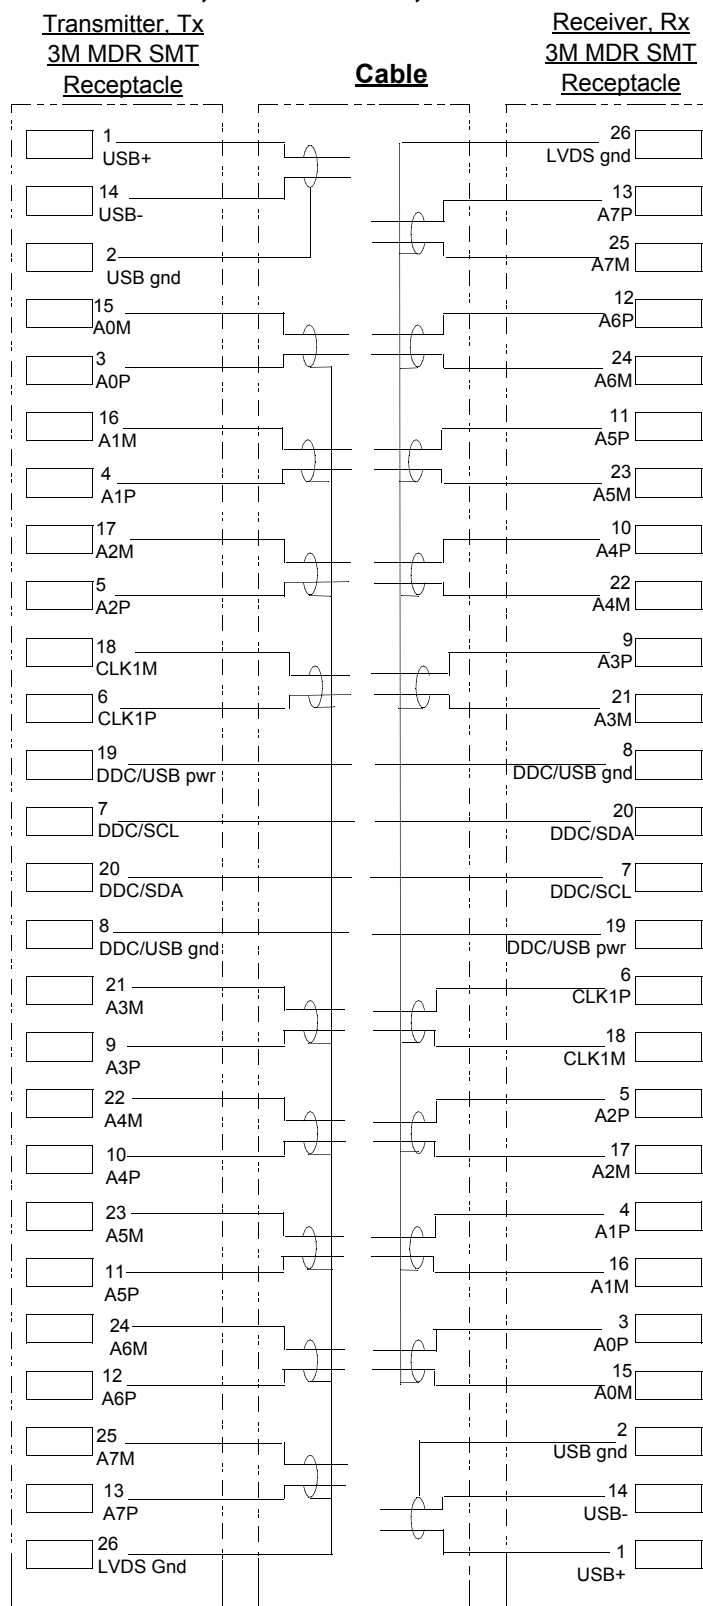 Transmitter, Tx
3M MDR SMT
Receptacle
Cable
Receiver, Rx
3M MDR SMT
Receptacle
1
USB+
14
USB-
2
USB gnd
15
A0M
3
A0P
16
A1M
4
A1P
17
A2M
5
A2P
18
CLK1M
6
CLK1P
19
DDC/USB pwr
7
DDC/SCL
20
DDC/SDA
8
DDC/USB gnd
21
A3M
9
A3P
22
A4M
10
A4P
23
A5M
11
A5P
24
A6M
12
A6P
25
A7M
13
A7P
26
LVDS Gnd
26
LVDS gnd
13
A7P
25
A7M
12
A6P
24
A6M
11
A5P
23
A5M
10
A4P
22
A4M
9
A3P
21
A3M
8
DDC/USB gnd
20
DDC/SDA
7
DDC/SCL
19
DDC/USB pwr
6
CLK1P
18
CLK1M
5
A2P
17
A2M
4
A1P
16
A1M
3
A0P
15
A0M
2
USB gnd
14
USB-
1
USB+